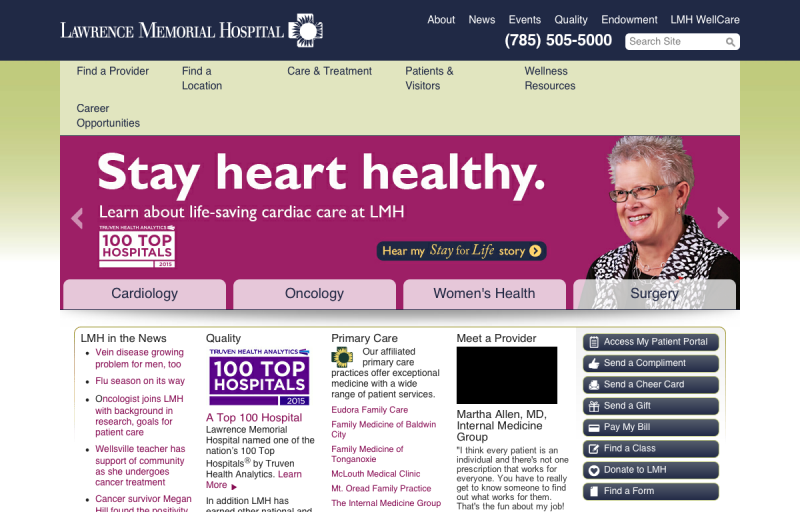 LAWRENCE MEMORIAL HOSPITAL
About News Events Quality Endowment LMH WellCare
(785) 505-5000
Search Site
Find a Provider
Find a
Location
Care & Treatment
Patients &
Visitors
Wellness
Resources
Career
Opportunities
Stay heart healthy.
Learn about life-saving cardiac care at LMH
TRUVEN HEALTH ANALYTICS
100 TOP
HOSPITALS
2015
Hear my Stay for Life story
Cardiology
Oncology
Women's Health
Surgery
LMH in the News
Vein disease growing
problem for men, too
Flu season on its way
Oncologist joins LMH
with background in
research, goals for
patient care
Wellsville teacher has
support of community
as she undergoes
cancer treatment
Cancer survivor Megan
Hill found the positivity
Quality
TRUVEN HEALTH ANALYTICS
100 TOP
HOSPITALS
2015
A Top 100 Hospital
Lawrence Memorial
Hospital named one of the
nation's 100 Top
Hospitals® by Truven
Health Analytics. Learn
More
In addition LMH has
earned other national and
Primary Care
Our affiliated
primary care
practices offer exceptional
medicine with a wide
range of patient services.
Eudora Family Care
Family Medicine of Baldwin
City
Family Medicine of
Tonganoxie
McLouth Medical Clinic
Mt. Oread Family Practice
The Internal Medicine Group
Meet a Provider
Martha Allen, MD,
Internal Medicine
Group
"I think every patient is an
individual and there's not one
prescription that works for
everyone. You have to really
get to know someone to find
out what works for them.
That's the fun about my job!
Access My Patient Portal
Send a Compliment
Send a Cheer Card
Send a Gift
Pay My Bill
Find a Class
Donate to LMH
Find a Form